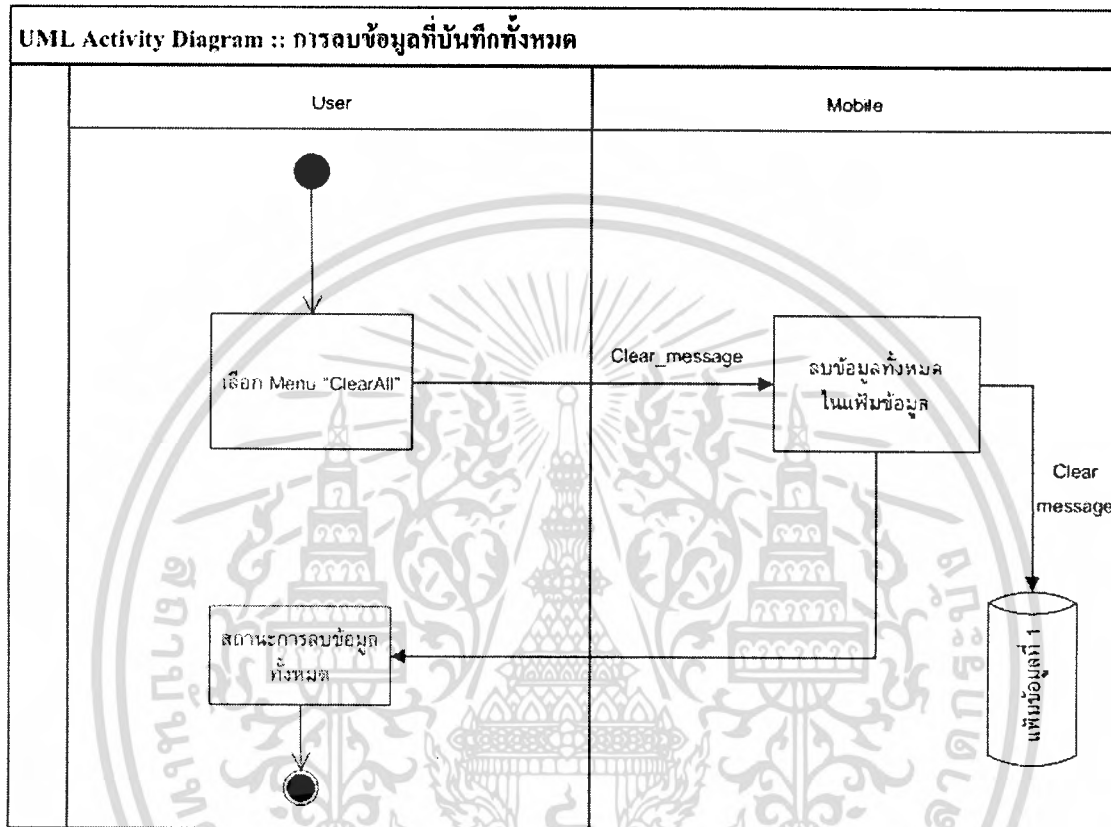 UML Activity Diagram :: การลบข้อมูลที่บันทึกทั้งหมด
User
Mobile
เลือก Menu "ClearAll"
Clear_message
ลบข้อมูลทั้งหมด
ในแฟ้มข้อมูล
Clear
message
สถานะการลบข้อมูล
ทั้งหมด
แฟ้มข้อมูลที่ 1